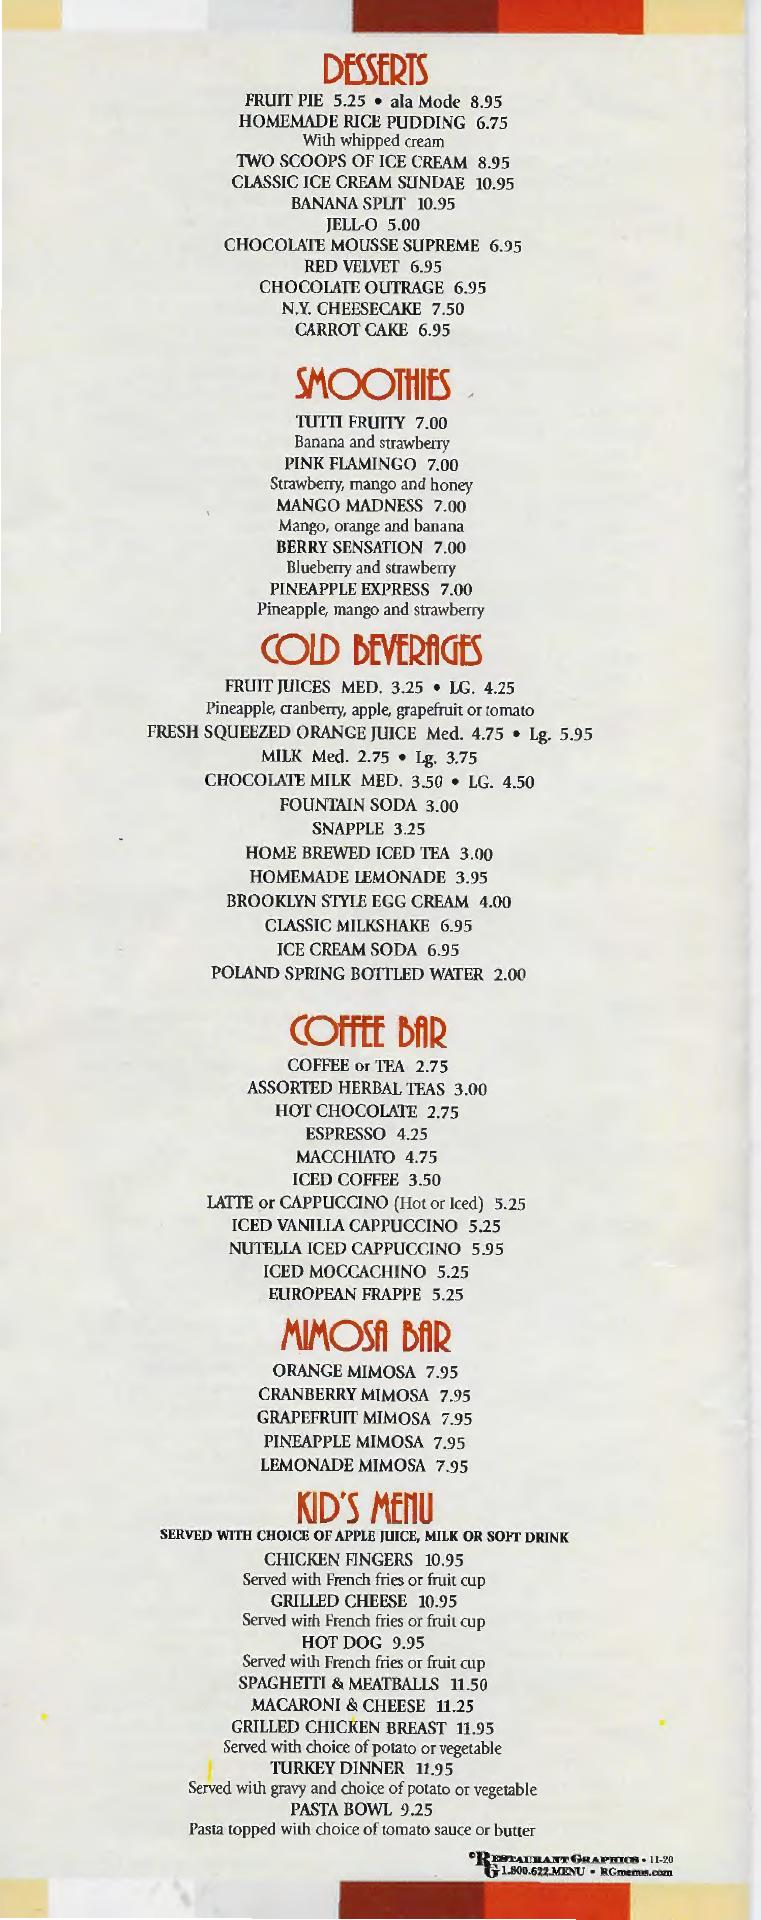 DESSERTS
FRUIT PIE 5.25 • ala Mode 8.95
HOMEMADE RICE PUDDING 6.75
With whipped cream
TWO SCOOPS OF ICE CREAM 8.95
CLASSIC ICE CREAM SUNDAE 10.95
BANANA SPLIT 10.95
JELL-O 5.00
CHOCOLATE MOUSSE SUPREME 6.95
RED VELVET 6.95
CHOCOLATE OUTRAGE 6.95
N.Y. CHEESECAKE 7.50
CARROT CAKE 6.95
SMOOTHIES
TUTTI FRUITY 7.00
Banana and strawberry
PINK FLAMINGO 7.00
Strawberry, mango and honey
MANGO MADNESS 7.00
Mango, orange and banana
BERRY SENSATION 7.00
Blueberry and strawberry
PINEAPPLE EXPRESS 7.00
Pineapple, mango and strawberry
COLD BEVERAGES
FRUIT JUICES MED. 3.25 • LG. 4.25
Pineapple, cranberry, apple, grapefruit or tomato
FRESH SQUEEZED ORANGE JUICE Med. 4.75 • Lg. 5.95
MILK Med. 2.75 • Lg. 3.75
CHOCOLATE MILK MED. 3.50 • LG. 4.50
FOUNTAIN SODA 3.00
SNAPPLE 3.25
HOME BREWED ICED TEA 3.00
HOMEMADE LEMONADE 3.95
BROOKLYN STYLE EGG CREAM 4.00
CLASSIC MILKSHAKE 6.95
ICE CREAM SODA 6.95
POLAND SPRING BOTTLED WATER 2.00
COFFEE BAR
COFFEE or TEA 2.75
ASSORTED HERBAL TEAS 3.00
HOT CHOCOLATE 2.75
ESPRESSO 4.25
MACCHIATO 4.75
ICED COFFEE 3.50
LATTE or CAPPUCCINO (Hot or Iced) 5.25
ICED VANILLA CAPPUCCINO 5.25
NUTELLA ICED CAPPUCCINO 5.95
ICED MOCCACHINO 5.25
EUROPEAN FRAPPE 5.25
MIMOSA BAR
ORANGE MIMOSA 7.95
CRANBERRY MIMOSA 7.95
GRAPEFRUIT MIMOSA 7.95
PINEAPPLE MIMOSA 7.95
LEMONADE MIMOSA 7.95
KID'S MENU
SERVED WITH CHOICE OF APPLE JUICE, MILK OR SOFT DRINK
CHICKEN FINGERS 10.95
Served with French fries or fruit cup
GRILLED CHEESE 10.95
Served with French fries or fruit cup
HOT DOG 9.95
Served with French fries or fruit cup
SPAGHETTI & MEATBALLS 11.50
MACARONI & CHEESE 11.25
GRILLED CHICKEN BREAST 11.95
Served with choice of potato or vegetable
TURKEY DINNER 11.95
Served with gravy and choice of potato or vegetable
PASTA BOWL 9.25
Pasta topped with choice of tomato sauce or butter
©RESTAURANT GRAPHICS • 11-20
1.800.622.MENU • RGmenus.com